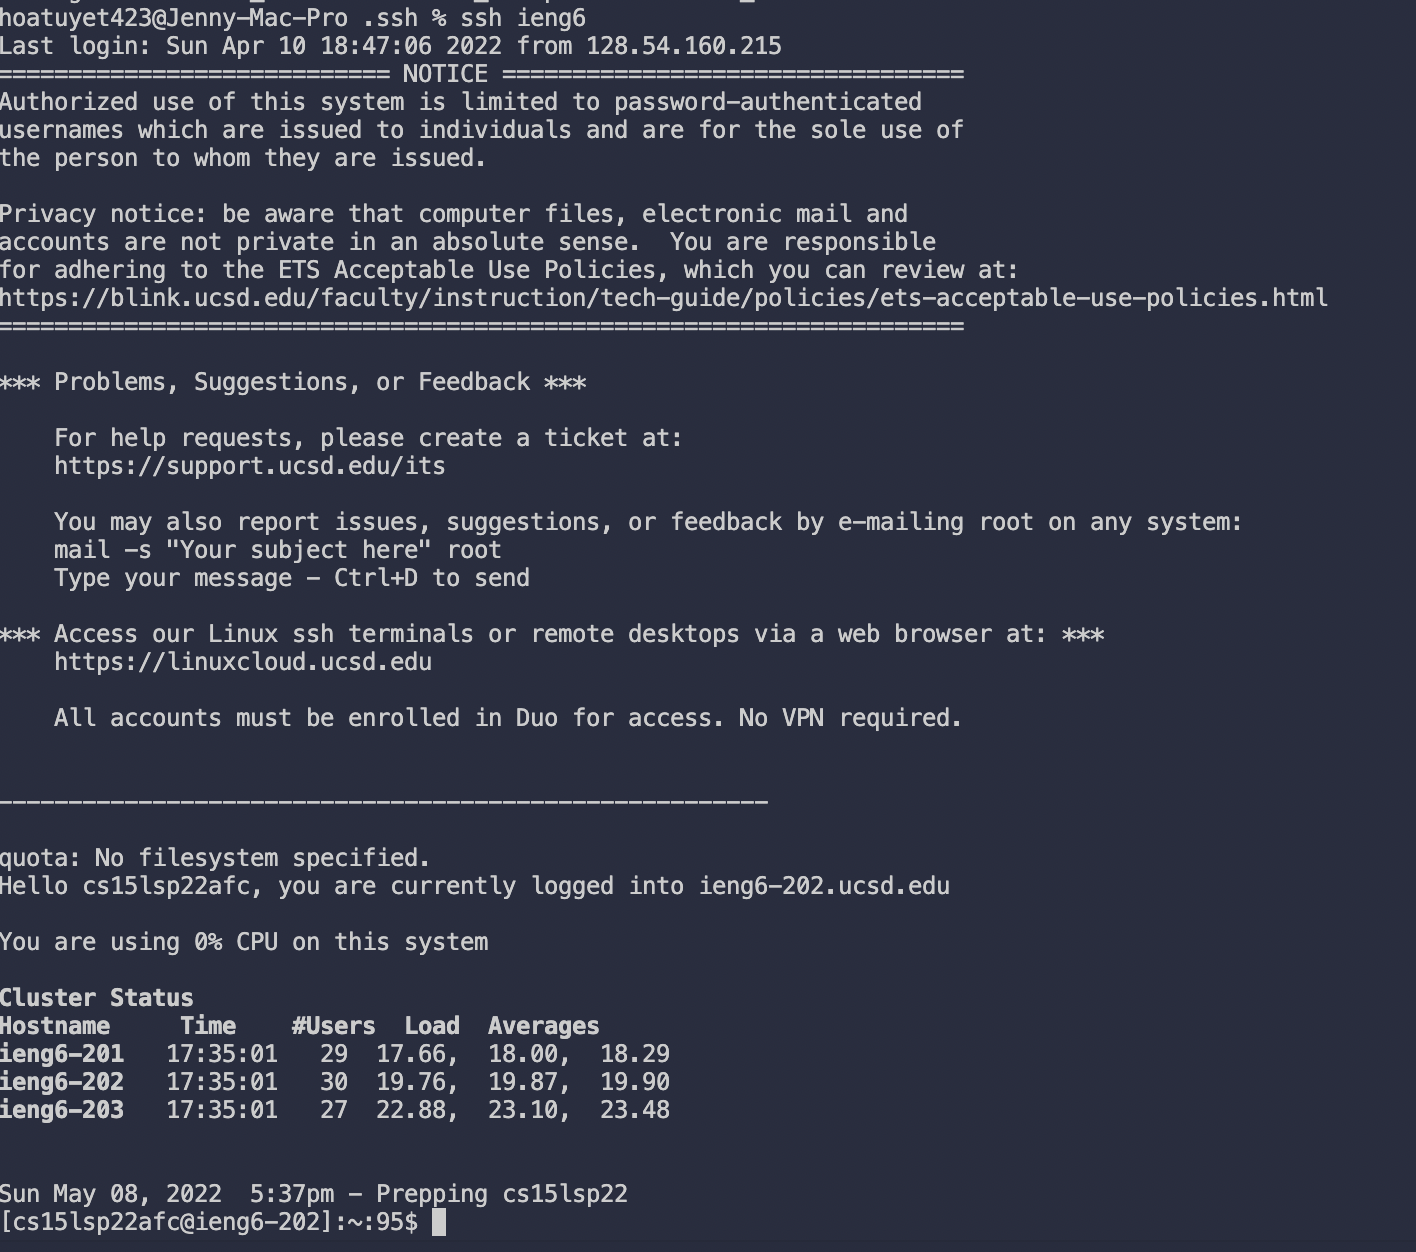 hoatuyet423@Jenny-Mac-Pro .ssh % ssh ieng6
Last login: Sun Apr 10 18:47:06 2022 from 128.54.160.215
============================ NOTICE =================================
Authorized use of this system is limited to password-authenticated
usernames which are issued to individuals and are for the sole use of
the person to whom they are issued.

Privacy notice: be aware that computer files, electronic mail and
accounts are not private in an absolute sense.  You are responsible
for adhering to the ETS Acceptable Use Policies, which you can review at:
https://blink.ucsd.edu/faculty/instruction/tech-guide/policies/ets-acceptable-use-policies.html
=====================================================================

*** Problems, Suggestions, or Feedback ***

    For help requests, please create a ticket at:
    https://support.ucsd.edu/its

    You may also report issues, suggestions, or feedback by e-mailing root on any system:
    mail -s "Your subject here" root
    Type your message - Ctrl+D to send

*** Access our Linux ssh terminals or remote desktops via a web browser at: ***
    https://linuxcloud.ucsd.edu

    All accounts must be enrolled in Duo for access. No VPN required.


-------------------------------------------------------

quota: No filesystem specified.
Hello cs15lsp22afc, you are currently logged into ieng6-202.ucsd.edu

You are using 0% CPU on this system

Cluster Status
Hostname     Time    #Users  Load  Averages
ieng6-201   17:35:01   29  17.66,  18.00,  18.29
ieng6-202   17:35:01   30  19.76,  19.87,  19.90
ieng6-203   17:35:01   27  22.88,  23.10,  23.48


Sun May 08, 2022  5:37pm - Prepping cs15lsp22
[cs15lsp22afc@ieng6-202]:~:95$